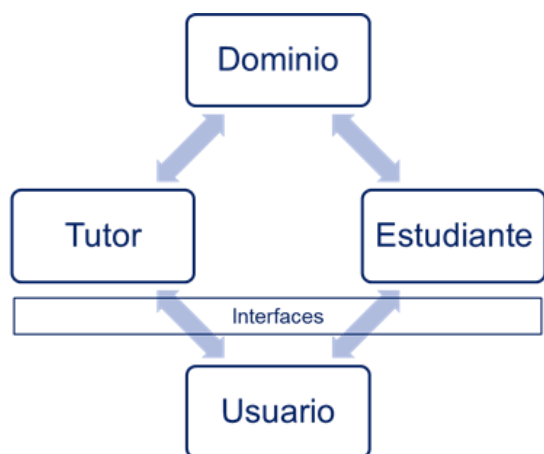 Dominio
Tutor
Estudiante
Interfaces
Usuario